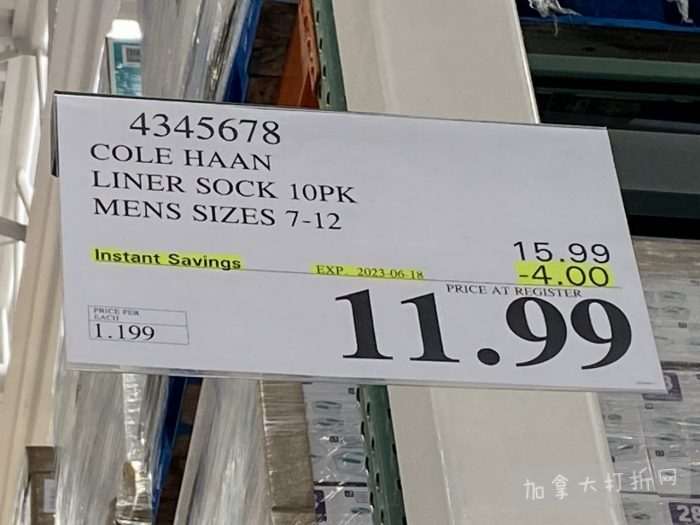 4345678
COLE HAAN
LINER SOCK 10PK
MENS SIZES 7-12
15.99
Instant Savings EXP. 2023-06-18 -4.00
PRICE AT REGISTER
11.99
PRICE PER
EACH
1.199
加拿大打折网